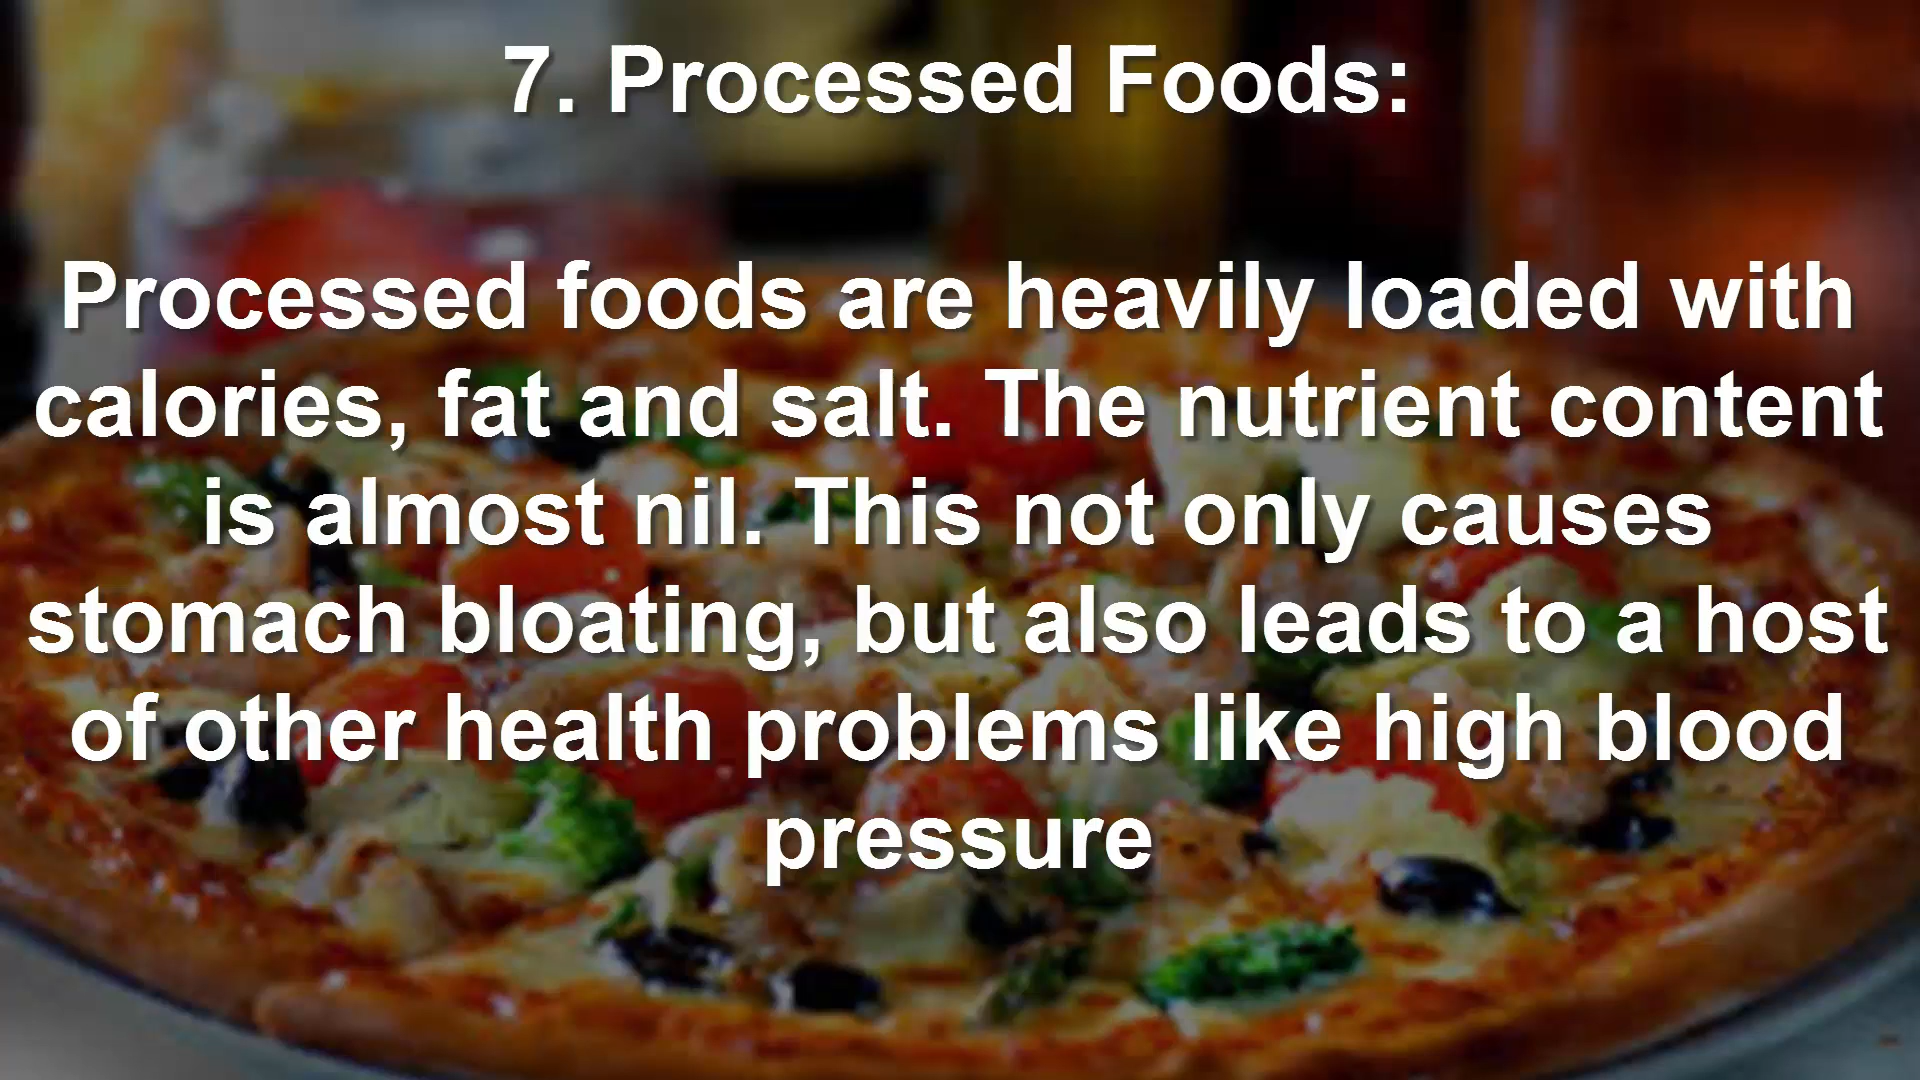 7. Processed Foods:
Processed foods are heavily loaded with
calories, fat and salt. The nutrient content
is almost nil. This not only causes
stomach bloating, but also leads to a host
of other health problems like high blood
pressure